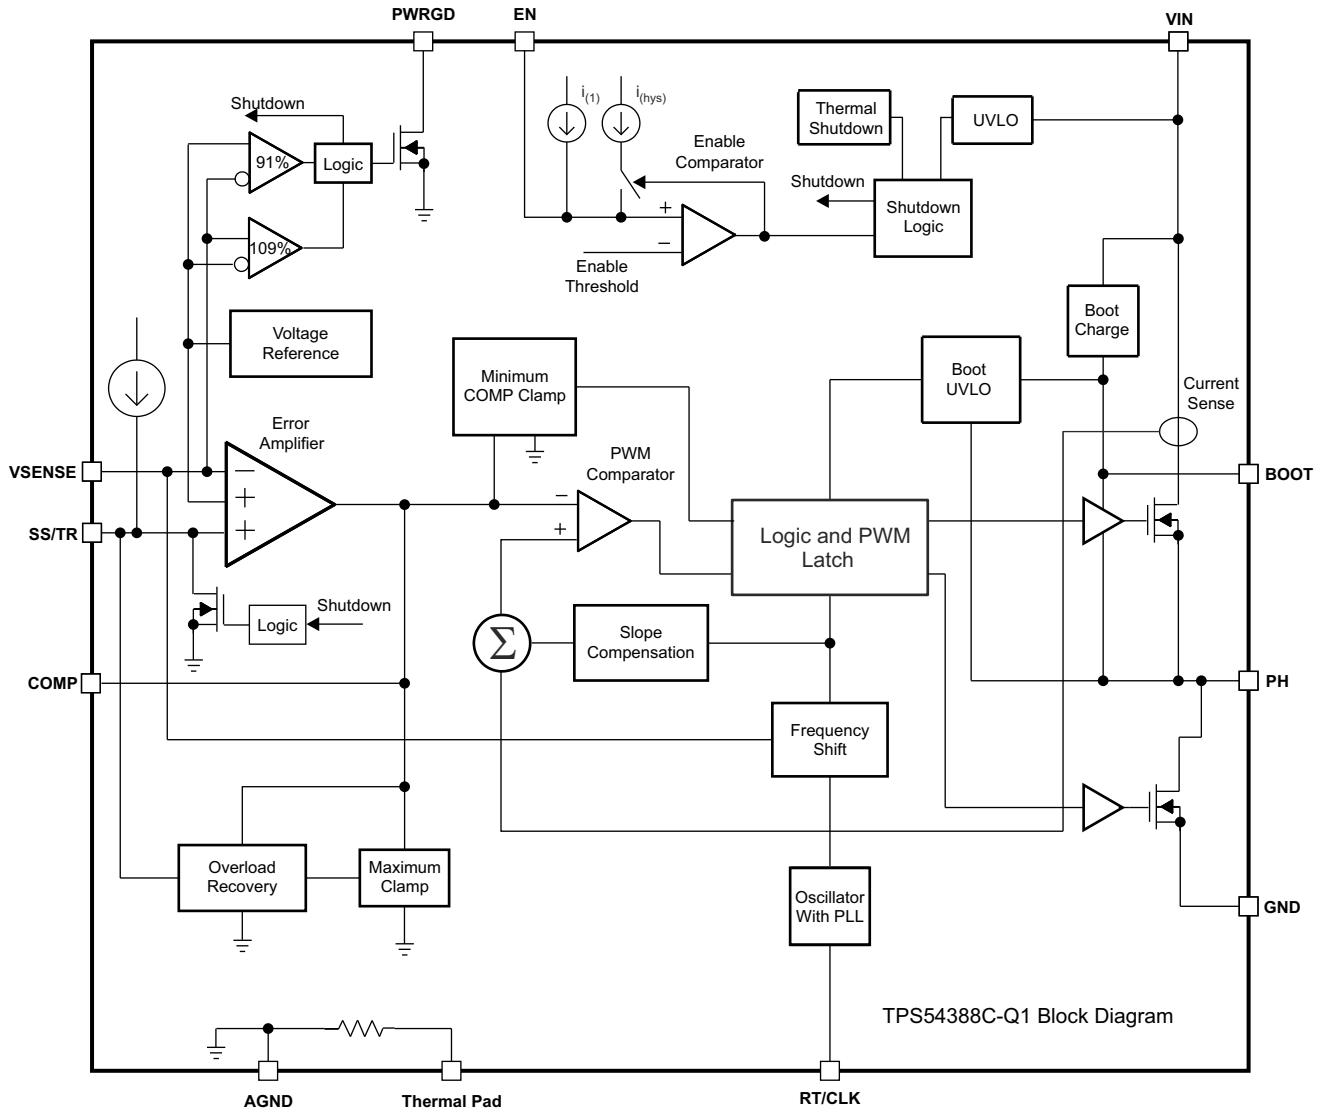 PWRGD
EN
VIN
Shutdown
91%
Logic
109%
i(1)
i(hys)
Enable
Comparator
+
−
Enable
Threshold
Thermal
Shutdown
UVLO
Shutdown
Shutdown
Logic
Boot
Charge
Voltage
Reference
Minimum
COMP Clamp
Boot
UVLO
Current
Sense
Error
Amplifier
PWM
Comparator
VSENSE
−
+
+
SS/TR
−
+
Logic and PWM
Latch
BOOT
Logic
Shutdown
Σ
Slope
Compensation
COMP
PH
Frequency
Shift
Overload
Recovery
Maximum
Clamp
Oscillator
With PLL
GND
TPS54388C-Q1 Block Diagram
AGND
Thermal Pad
RT/CLK